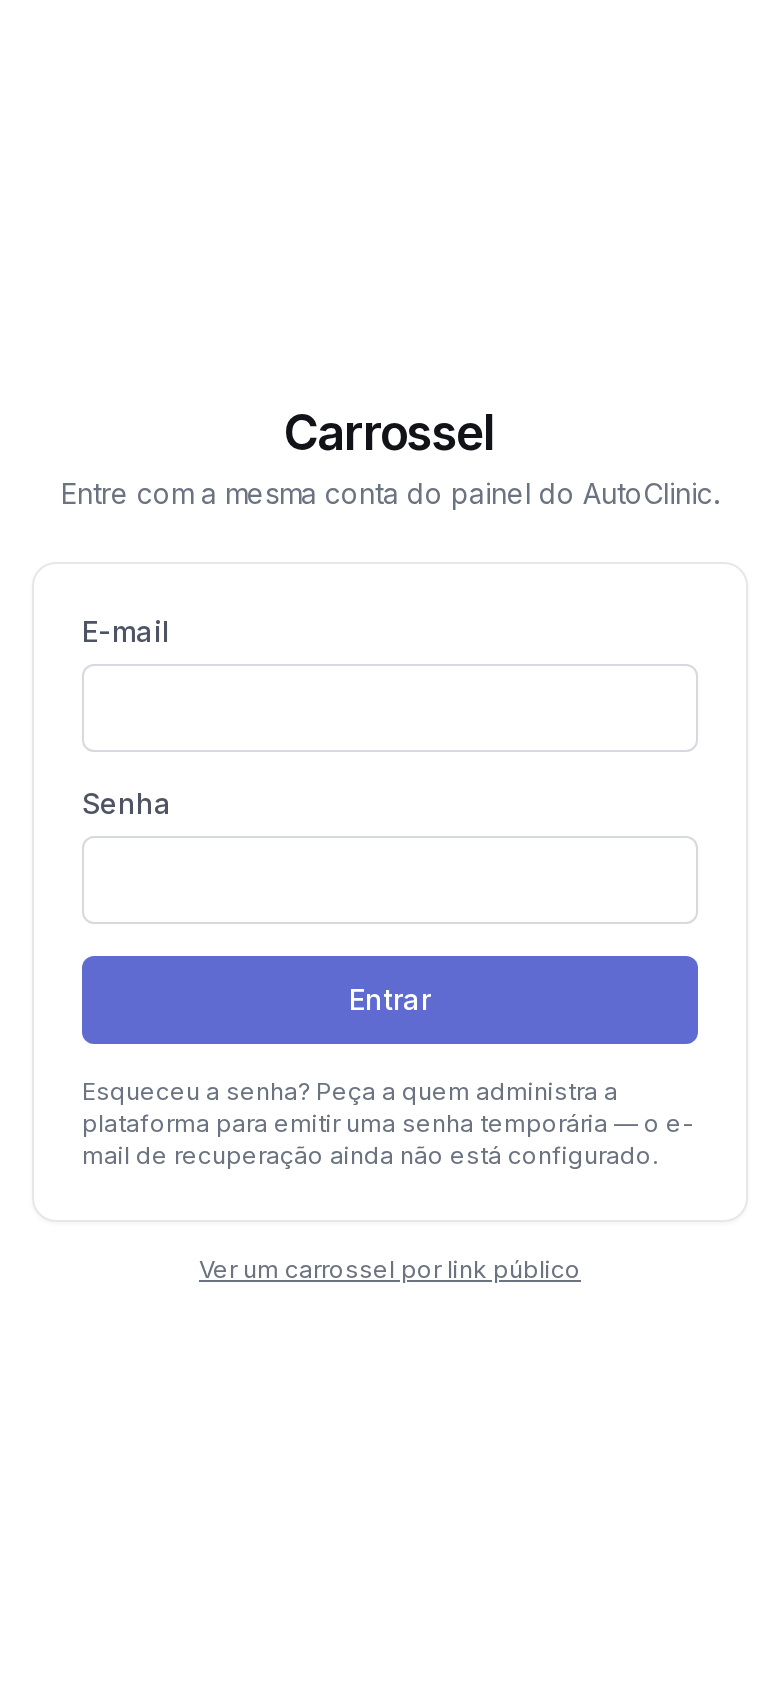 Carrossel
Entre com a mesma conta do painel do AutoClinic.
E-mail
Senha
Entrar
Esqueceu a senha? Peça a quem administra a
plataforma para emitir uma senha temporária — o e-
mail de recuperação ainda não está configurado.
Ver um carrossel por link público